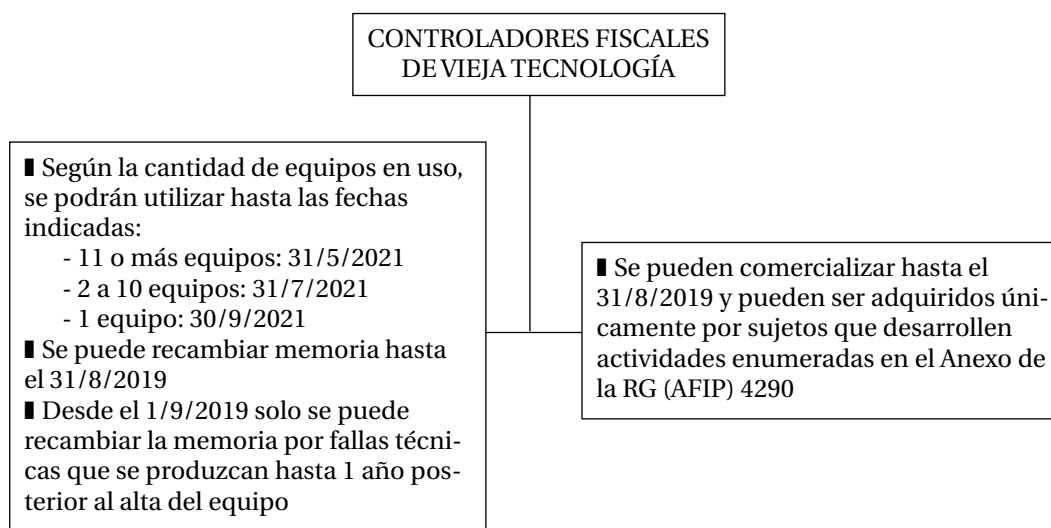 CONTROLADORES FISCALES
DE VIEJA TECNOLOGÍA
▮ Según la cantidad de equipos en uso,
se podrán utilizar hasta las fechas
indicadas:
- 11 o más equipos: 31/5/2021
- 2 a 10 equipos: 31/7/2021
- 1 equipo: 30/9/2021
▮ Se puede recambiar memoria hasta
el 31/8/2019
▮ Desde el 1/9/2019 solo se puede
recambiar la memoria por fallas técni-
cas que se produzcan hasta 1 año pos-
terior al alta del equipo
▮ Se pueden comercializar hasta el
31/8/2019 y pueden ser adquiridos úni-
camente por sujetos que desarrollen
actividades enumeradas en el Anexo de
la RG (AFIP) 4290